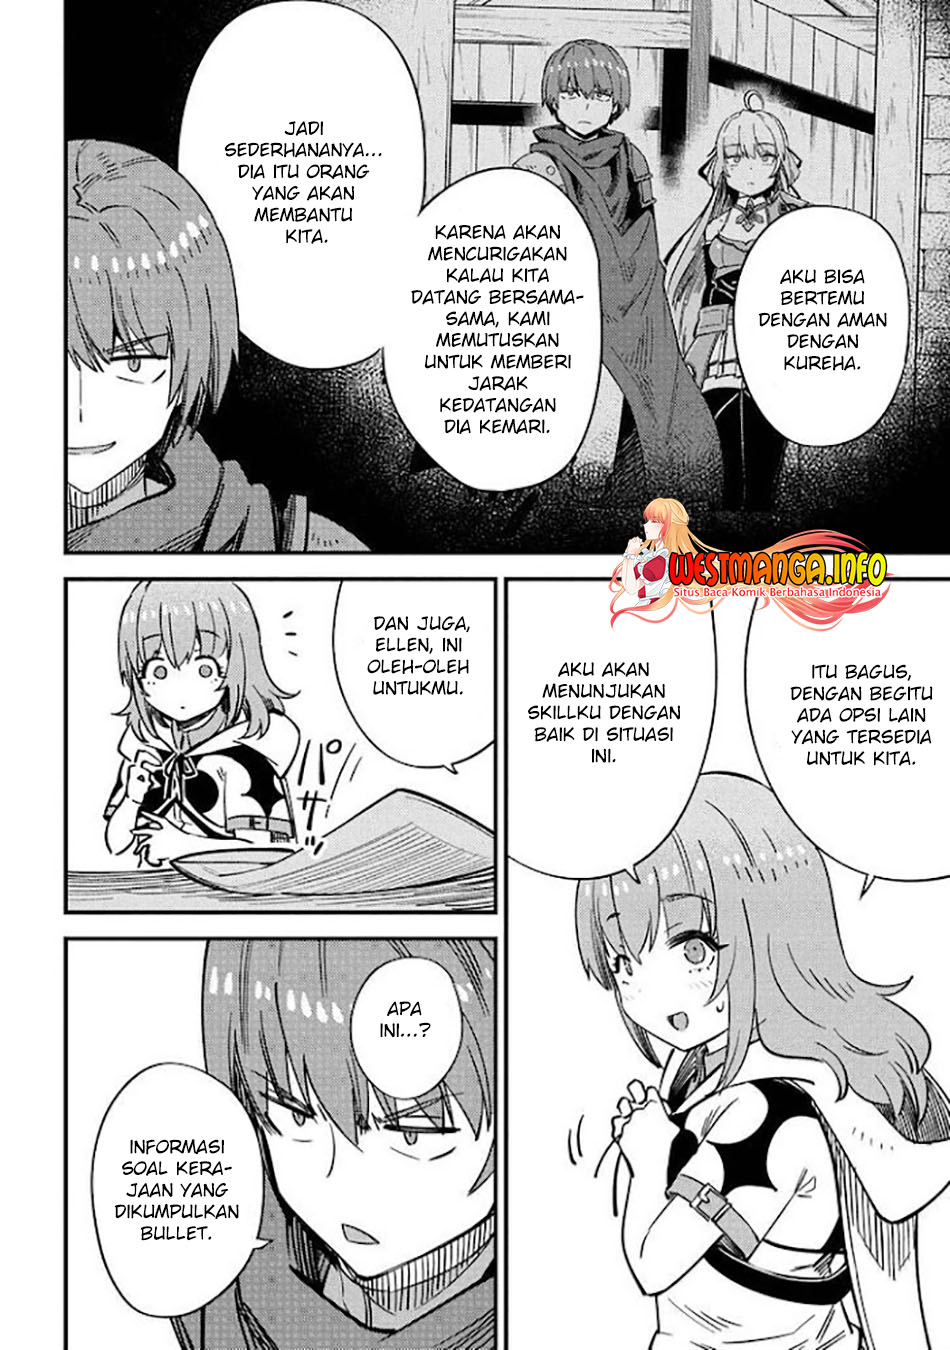 AKU BISA
BERTEMU
DENGAN AMAN
DENGAN
KUREHA.
KARENA AKAN
MENCURIGAKAN
KALAU KITA
DATANG BERSAMA-
SAMA, KAMI
MEMUTUSKAN
UNTUK MEMBERI
JARAK
KEDATANGAN
DIA KEMARI.
JADI
SEDERHANANYA...
DIA ITU ORANG
YANG AKAN
MEMBANTU
KITA.
WESTMANGA.INFO
Situs Baca Komik Berbahasa Indonesia
ITU BAGUS,
DENGAN BEGITU
ADA OPSI LAIN
YANG TERSEDIA
UNTUK KITA.
AKU AKAN
MENUNJUKAN
SKILLKU DENGAN
BAIK DI SITUASI
INI.
DAN JUGA,
ELLEN, INI
OLEH-OLEH
UNTUKMU.
APA
INI...?
INFORMASI
SOAL KERA-
JAAN YANG
DIKUMPULKAN
BULLET.